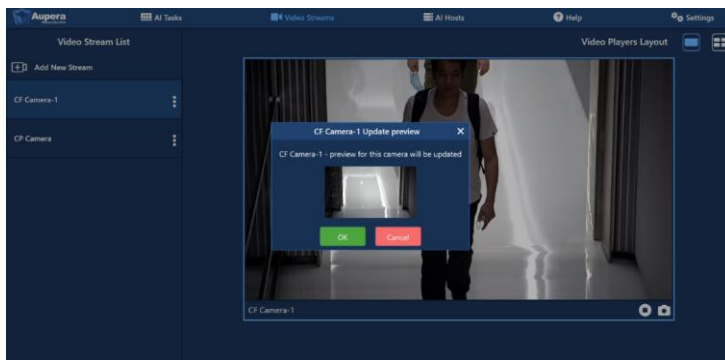 Aupera
AI Tasks
Video Streams
AI Hosts
Help
Settings
Video Stream List
Video Players Layout
Add New Stream
CF Camera-1
CP Camera
CF Camera-1 Update preview
CF Camera-1 - preview for this camera will be updated
OK
Cancel
CF Camera-1